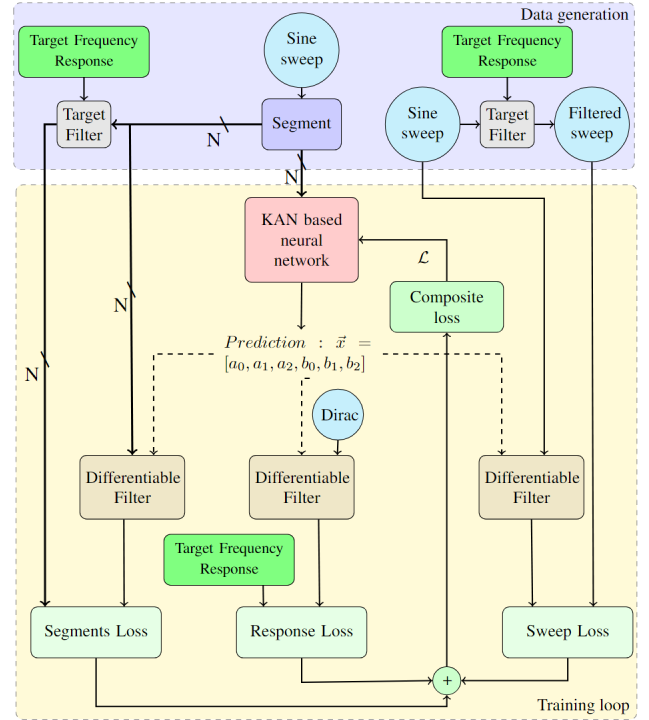 Data generation
Target Frequency
Response
Sine
sweep
Target Frequency
Response
Target
Filter
N
Segment
Sine
sweep
Target
Filter
Filtered
sweep
N
KAN based
neural
network
ℒ
Composite
loss
N
Prediction : x⃗ =
[a₀, a₁, a₂, b₀, b₁, b₂]
N
Dirac
Differentiable
Filter
Differentiable
Filter
Differentiable
Filter
Target Frequency
Response
Segments Loss
Response Loss
Sweep Loss
+
Training loop